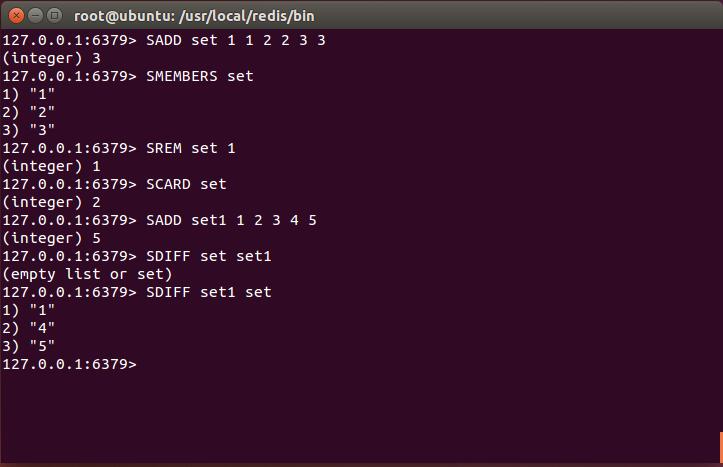 root@ubuntu: /usr/local/redis/bin
127.0.0.1:6379> SADD set 1 1 2 2 3 3
(integer) 3
127.0.0.1:6379> SMEMBERS set
1) "1"
2) "2"
3) "3"
127.0.0.1:6379> SREM set 1
(integer) 1
127.0.0.1:6379> SCARD set
(integer) 2
127.0.0.1:6379> SADD set1 1 2 3 4 5
(integer) 5
127.0.0.1:6379> SDIFF set set1
(empty list or set)
127.0.0.1:6379> SDIFF set1 set
1) "1"
2) "4"
3) "5"
127.0.0.1:6379>